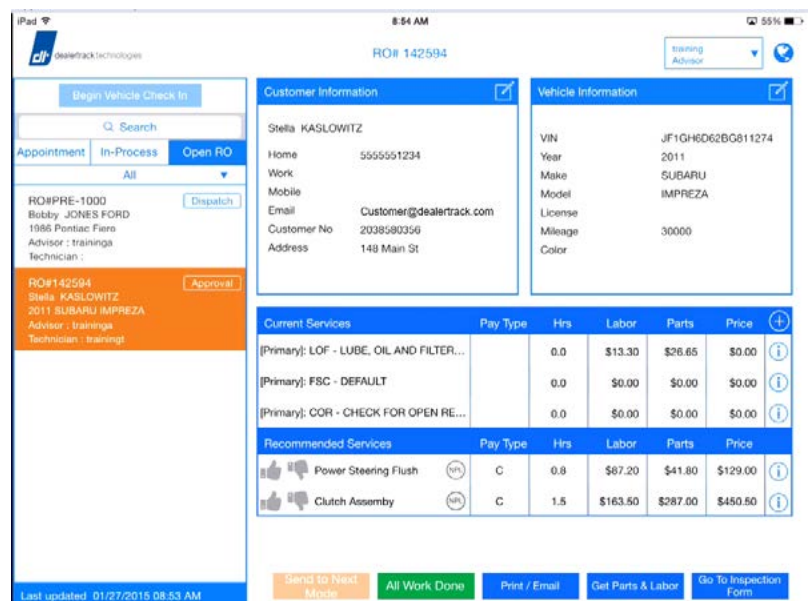 iPad 8:54 AM 55%
dealertrack technologies
RO# 142594
training
Advisor
Begin Vehicle Check In
Search
Appointment In-Process Open RO
All
RO#PRE-1000 Dispatch
Bobby JONES FORD
1986 Pontiac Fiero
Advisor : traininga
Technician :
RO#142594 Approval
Stella KASLOWITZ
2011 SUBARU IMPREZA
Advisor : traininga
Technician : trainingt
Last updated 01/27/2015 08:53 AM
Customer Information
Stella KASLOWITZ
Home 5555551234
Work
Mobile
Email Customer@dealertrack.com
Customer No 2038580356
Address 148 Main St
Vehicle Information
VIN JF1GH6D62BG811274
Year 2011
Make SUBARU
Model IMPREZA
License
Mileage 30000
Color
Current Services Pay Type Hrs Labor Parts Price
[Primary]: LOF - LUBE, OIL AND FILTER... 0.0 $13.30 $26.65 $0.00
[Primary]: FSC - DEFAULT 0.0 $0.00 $0.00 $0.00
[Primary]: COR - CHECK FOR OPEN RE... 0.0 $0.00 $0.00 $0.00
Recommended Services Pay Type Hrs Labor Parts Price
Power Steering Flush NPL C 0.8 $87.20 $41.80 $129.00
Clutch Assemby NPL C 1.5 $163.50 $287.00 $450.50
Send to Next
Mode
All Work Done
Print / Email
Get Parts & Labor
Go To Inspection
Form